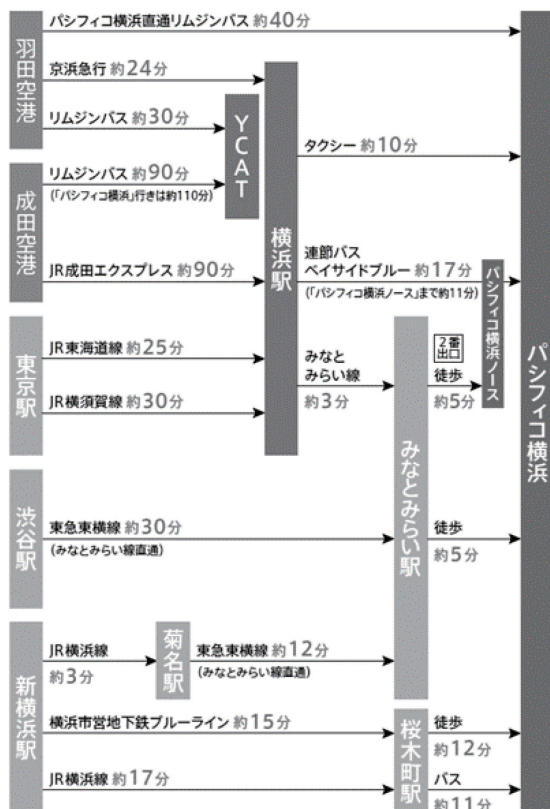 羽田空港
パシフィコ横浜直通リムジンバス 約40分
京浜急行 約24分
リムジンバス 約30分
YCAT
成田空港
リムジンバス 約90分
(「パシフィコ横浜」行きは約110分)
JR成田エクスプレス 約90分
横浜駅
タクシー 約10分
連節バス
ベイサイドブルー 約17分
(「パシフィコ横浜ノース」まで約11分)
パシフィコ横浜ノース
東京駅
JR東海道線 約25分
JR横須賀線 約30分
みなと
みらい線
約3分
2番
出口
徒歩
約5分
みなとみらい駅
パシフィコ横浜
渋谷駅
東急東横線 約30分
(みなとみらい線直通)
徒歩
約5分
新横浜駅
JR横浜線
約3分
菊名駅
東急東横線 約12分
(みなとみらい線直通)
横浜市営地下鉄ブルーライン 約15分
桜木町駅
徒歩
約12分
JR横浜線 約17分
バス
約11分